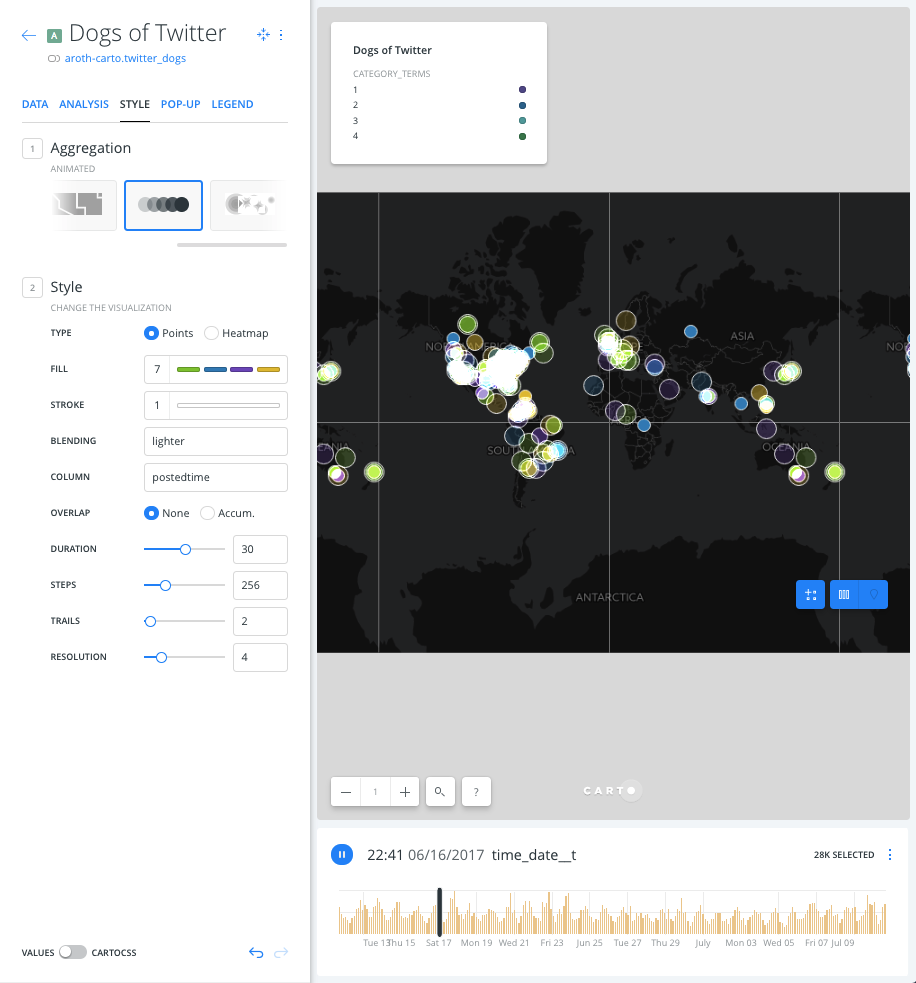 A Dogs of Twitter
aroth-carto.twitter_dogs
DATA ANALYSIS STYLE POP-UP LEGEND
1 Aggregation
ANIMATED
2 Style
CHANGE THE VISUALIZATION
TYPE Points Heatmap
FILL 7
STROKE 1
BLENDING lighter
COLUMN postedtime
OVERLAP None Accum.
DURATION 30
STEPS 256
TRAILS 2
RESOLUTION 4
VALUES CARTOCSS
Dogs of Twitter
CATEGORY_TERMS
1
2
3
4
ASIA
OCEANIA
ANTARCTICA
1 ?
CARTO
22:41 06/16/2017 time_date__t 28K SELECTED
Tue 13 Thu 15 Sat 17 Mon 19 Wed 21 Fri 23 Jun 25 Tue 27 Thu 29 July Mon 03 Wed 05 Fri 07 Jul 09